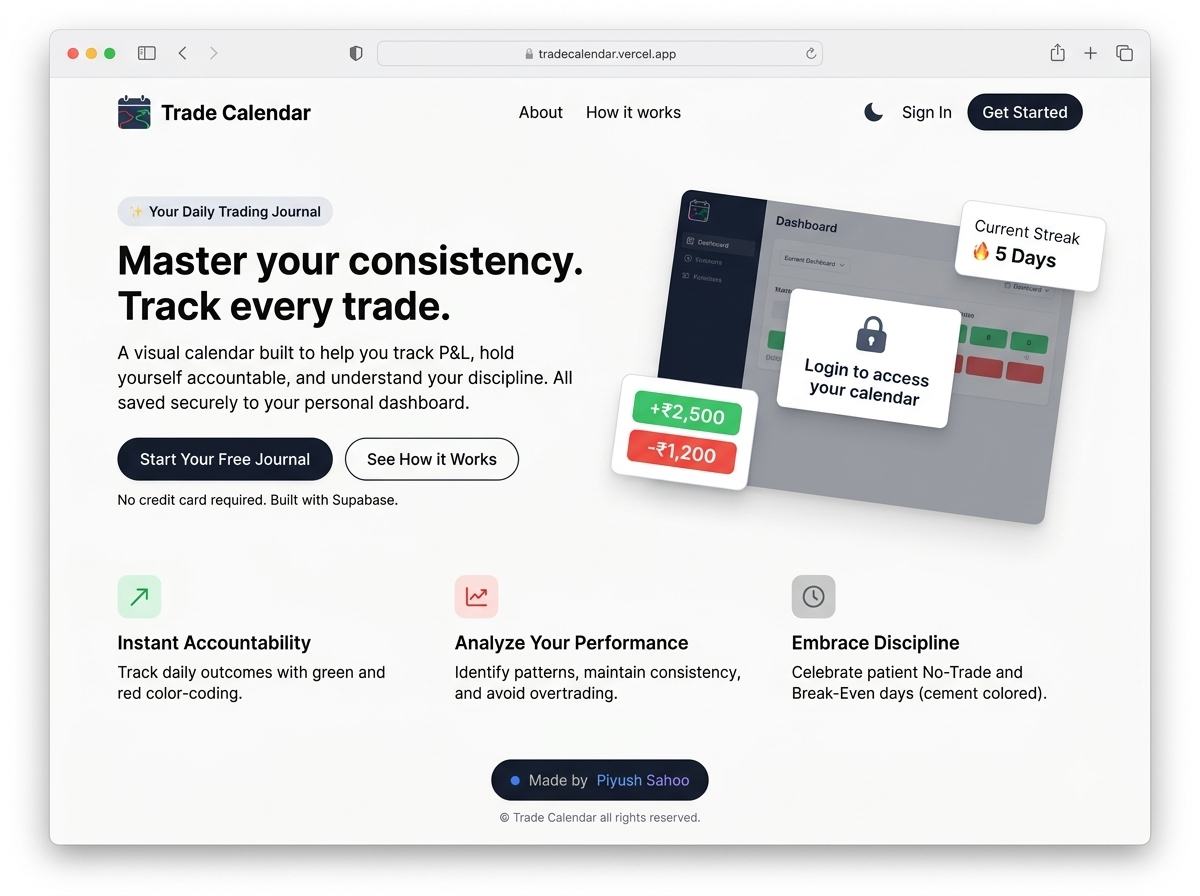 tradecalendar.vercel.app
Trade Calendar
About
How it works
Sign In
Get Started
✨ Your Daily Trading Journal
Master your consistency.
Track every trade.
A visual calendar built to help you track P&L, hold
yourself accountable, and understand your discipline. All
saved securely to your personal dashboard.
Start Your Free Journal
See How it Works
No credit card required. Built with Supabase.
Dashboard
Dashboard
Current Streak
🔥 5 Days
Dashboard
Login to access
your calendar
+₹2,500
-₹1,200
Instant Accountability
Track daily outcomes with green and
red color-coding.
Analyze Your Performance
Identify patterns, maintain consistency,
and avoid overtrading.
Embrace Discipline
Celebrate patient No-Trade and
Break-Even days (cement colored).
Made by Piyush Sahoo
© Trade Calendar all rights reserved.